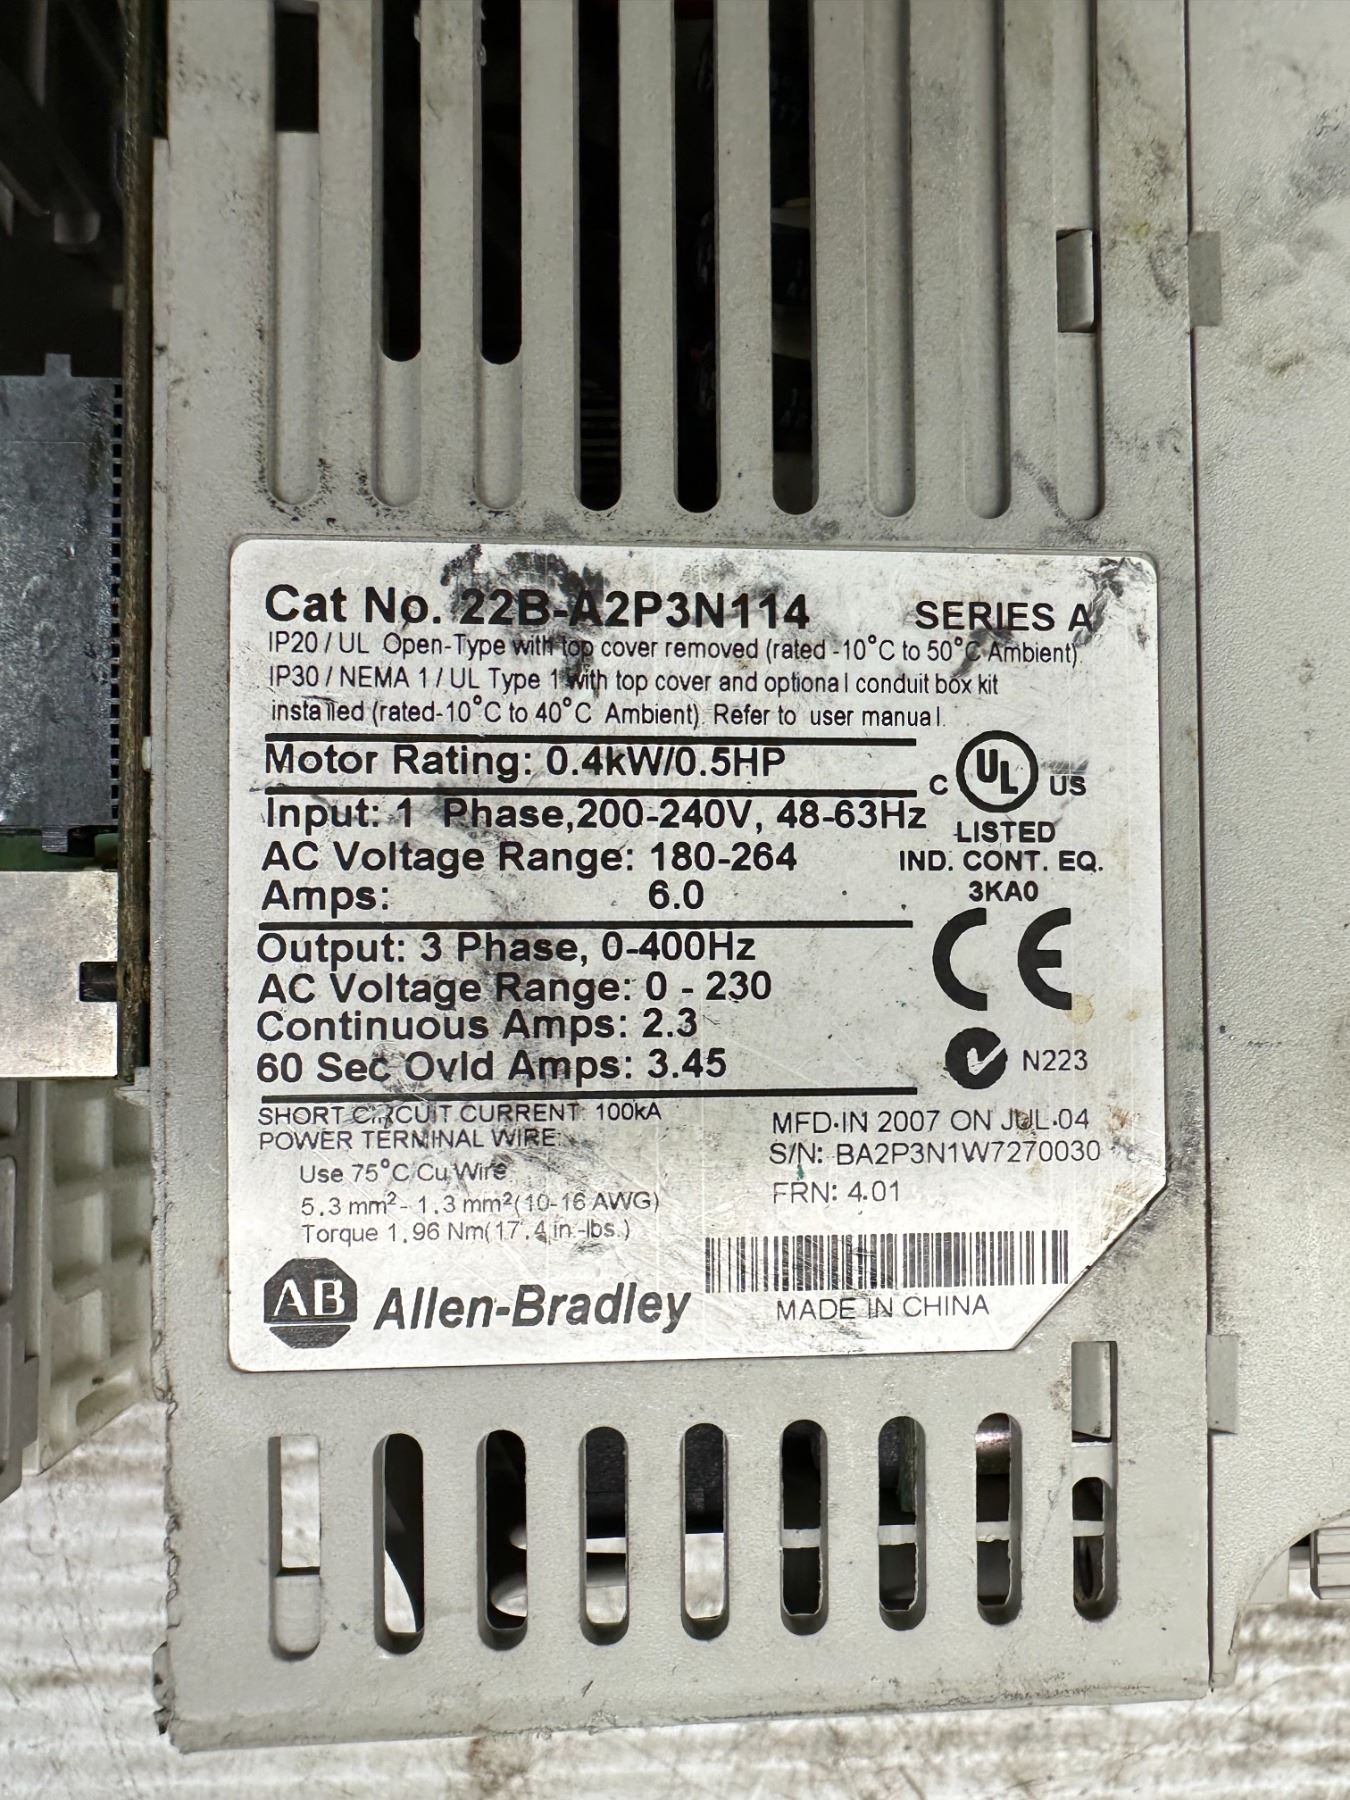 Cat No. 22B-A2P3N114 SERIES A
IP20 / UL Open-Type with top cover removed (rated -10°C to 50°C Ambient)
IP30 / NEMA 1 / UL Type 1 with top cover and optional conduit box kit
installed (rated-10°C to 40°C Ambient). Refer to user manual.
Motor Rating: 0.4kW/0.5HP
C UL US
Input: 1 Phase,200-240V, 48-63Hz
LISTED
AC Voltage Range: 180-264
IND. CONT. EQ.
Amps: 6.0
3KA0
CE
Output: 3 Phase, 0-400Hz
AC Voltage Range: 0 - 230
Continuous Amps: 2.3
60 Sec Ovld Amps: 3.45
N223
SHORT CIRCUIT CURRENT: 100kA
POWER TERMINAL WIRE:
Use 75°C Cu Wire
5.3 mm²- 1.3 mm²(10-16 AWG)
Torque 1.96 Nm(17.4 in.-lbs.)
MFD.IN 2007 ON JUL.04
S/N: BA2P3N1W7270030
FRN: 4.01
AB Allen-Bradley
MADE IN CHINA